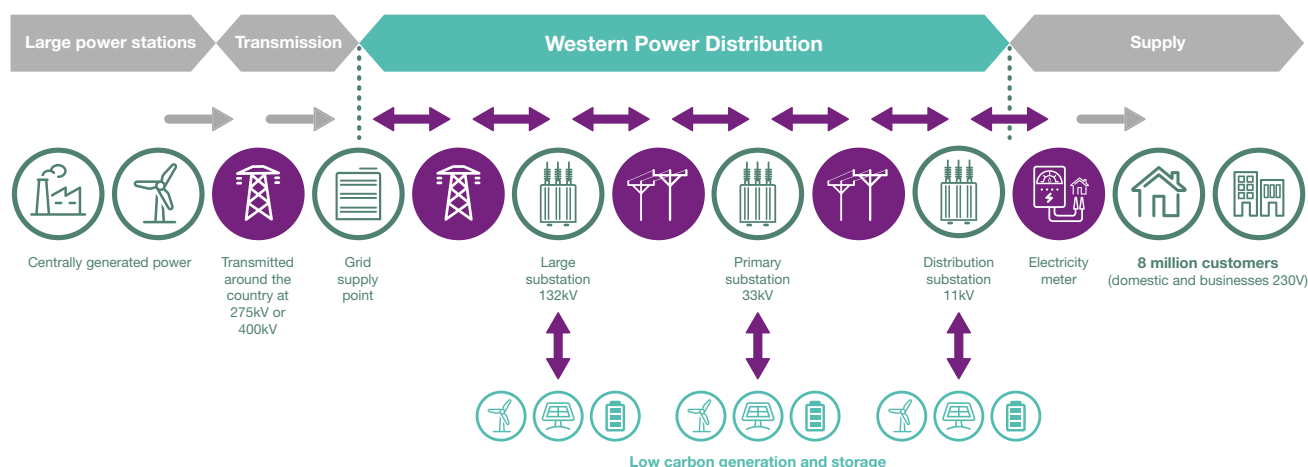 Large power stations
Transmission
Western Power Distribution
Supply
Centrally generated power
Transmitted
around the
country at
275kV or
400kV
Grid
supply
point
Large
substation
132kV
Primary
substation
33kV
Distribution
substation
11kV
Electricity
meter
8 million customers
(domestic and businesses 230V)
Low carbon generation and storage